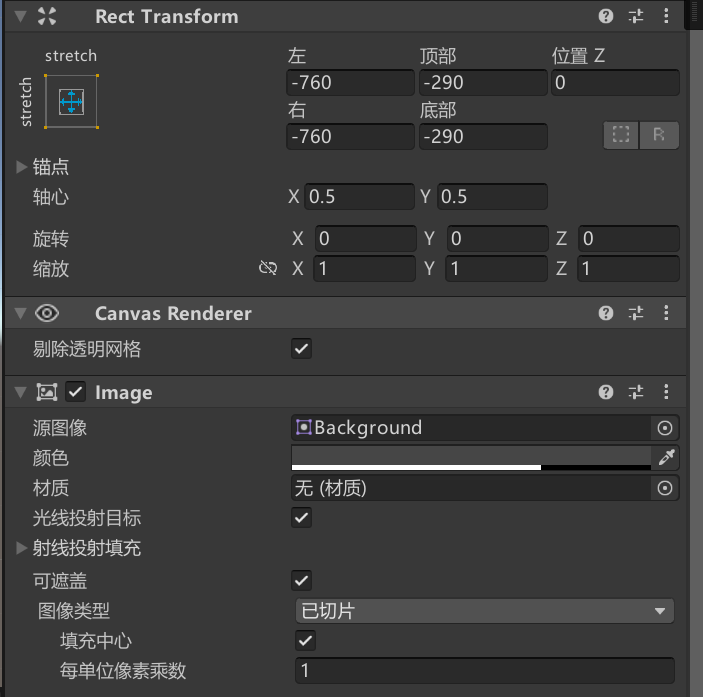 Rect Transform
stretch
stretch
左 顶部 位置 Z
-760 -290 0
右 底部
-760 -290
R
锚点
轴心 X 0.5 Y 0.5
旋转 X 0 Y 0 Z 0
缩放 X 1 Y 1 Z 1
Canvas Renderer
剔除透明网格
Image
源图像 Background
颜色
材质 无 (材质)
光线投射目标
射线投射填充
可遮盖
图像类型 已切片
填充中心
每单位像素乘数 1